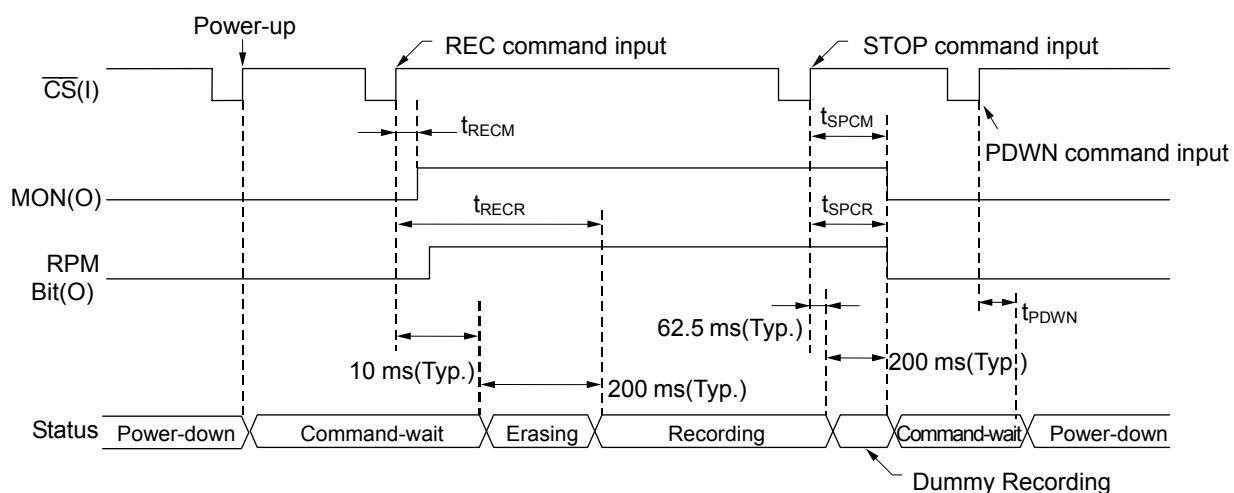 Power-up
REC command input
STOP command input
CS(I)
tRECM
tSPCM
PDWN command input
MON(O)
tRECR
tSPCR
RPM
Bit(O)
62.5 ms(Typ.)
tPDWN
10 ms(Typ.)
200 ms(Typ.)
200 ms(Typ.)
Status
Power-down
Command-wait
Erasing
Recording
Command-wait
Power-down
Dummy Recording